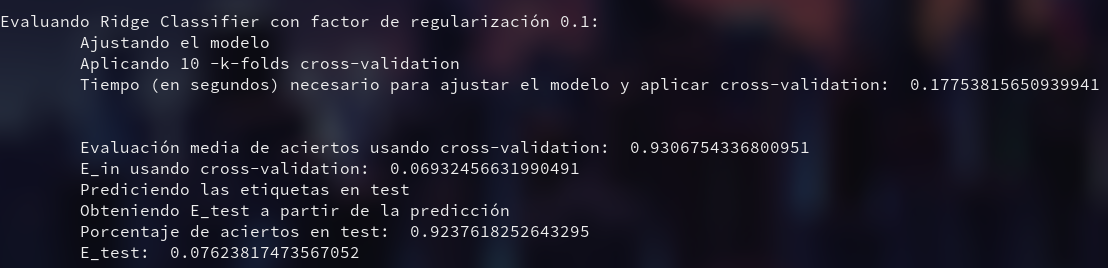 Evaluando Ridge Classifier con factor de regularización 0.1:
Ajustando el modelo
Aplicando 10 -k-folds cross-validation
Tiempo (en segundos) necesario para ajustar el modelo y aplicar cross-validation:  0.17753815650939941
Evaluación media de aciertos usando cross-validation:  0.9306754336800951
E_in usando cross-validation:  0.06932456631990491
Prediciendo las etiquetas en test
Obteniendo E_test a partir de la predicción
Porcentaje de aciertos en test:  0.9237618252643295
E_test:  0.07623817473567052